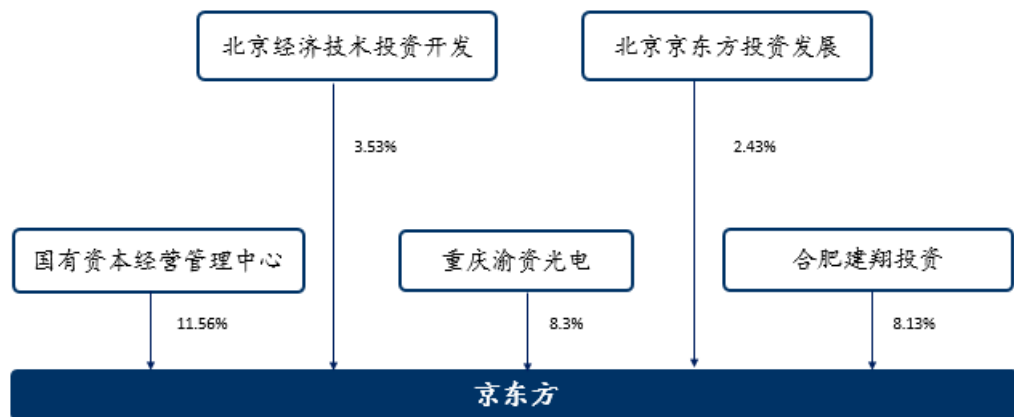 北京经济技术投资开发
北京京东方投资发展
3.53%
2.43%
国有资本经营管理中心
重庆渝资光电
合肥建翔投资
11.56%
8.3%
8.13%
京东方